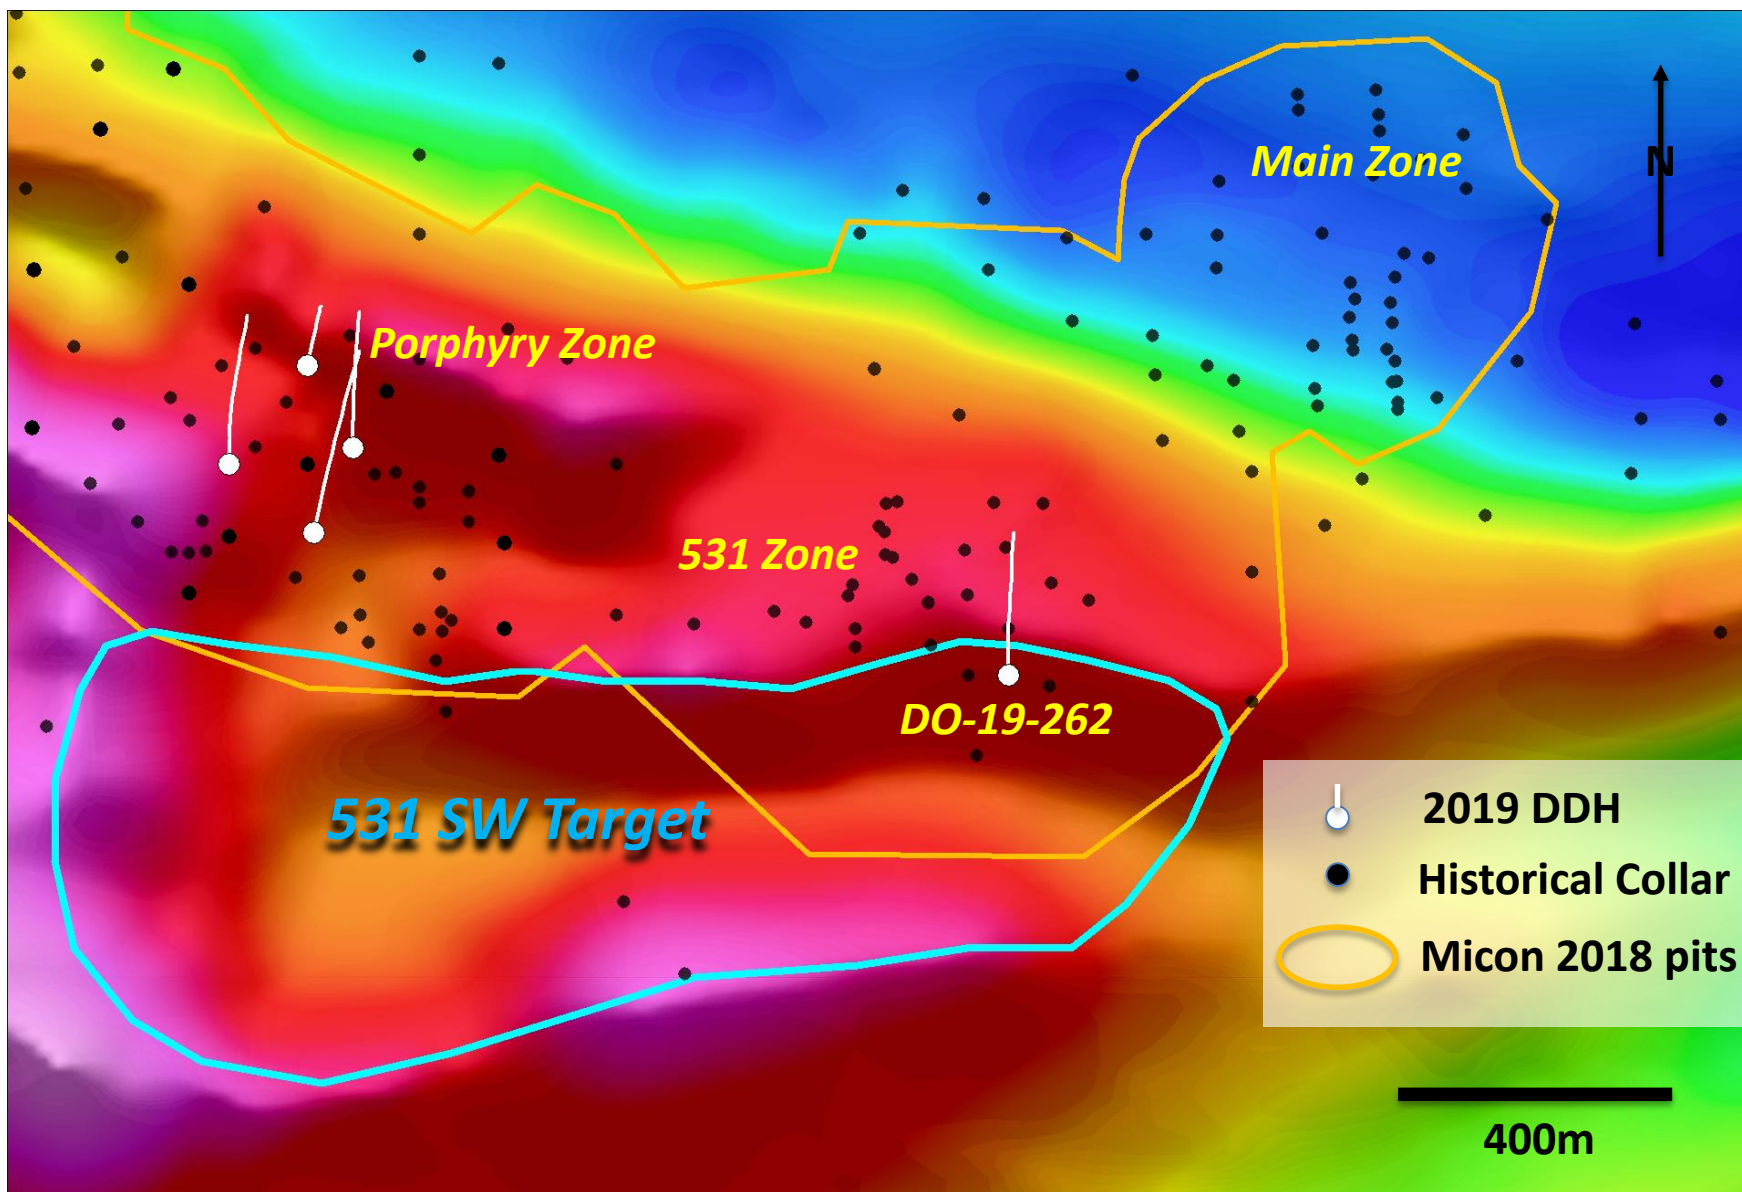 Main Zone
N
Porphyry Zone
531 Zone
DO-19-262
531 SW Target
2019 DDH
Historical Collar
Micon 2018 pits
400m